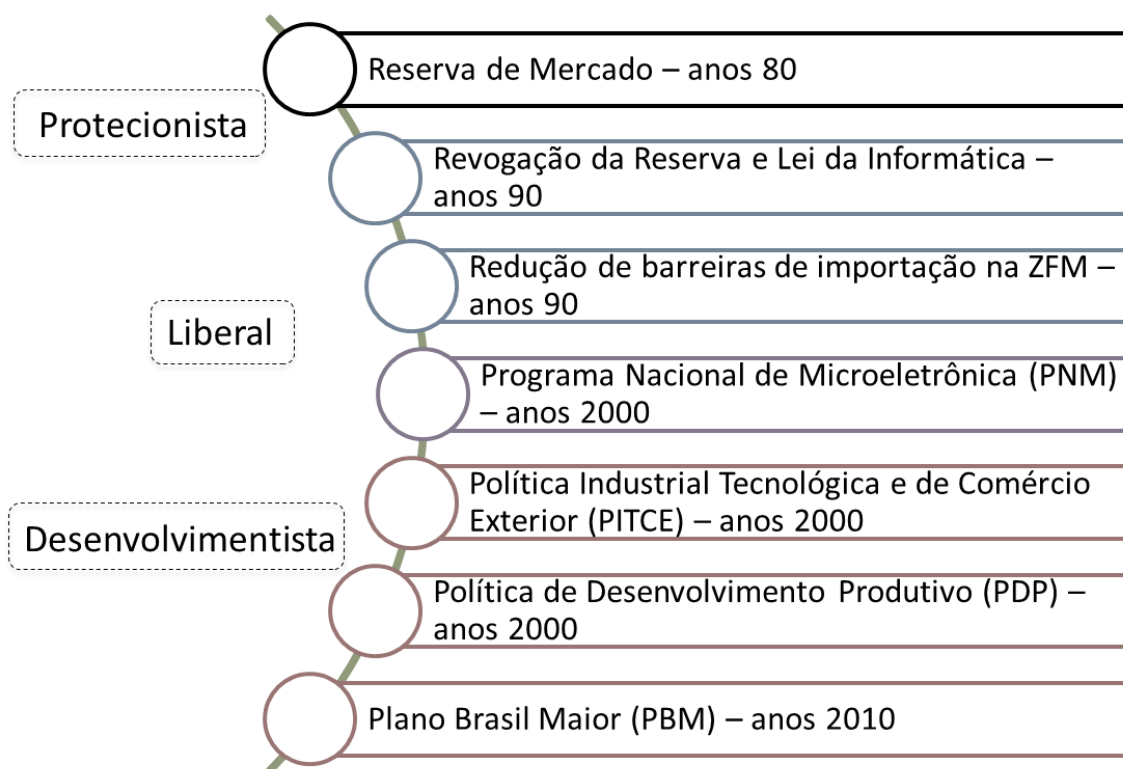 Reserva de Mercado – anos 80
Protecionista
Revogação da Reserva e Lei da Informática –
anos 90
Redução de barreiras de importação na ZFM –
anos 90
Liberal
Programa Nacional de Microeletrônica (PNM)
– anos 2000
Política Industrial Tecnológica e de Comércio
Exterior (PITCE) – anos 2000
Desenvolvimentista
Política de Desenvolvimento Produtivo (PDP) –
anos 2000
Plano Brasil Maior (PBM) – anos 2010